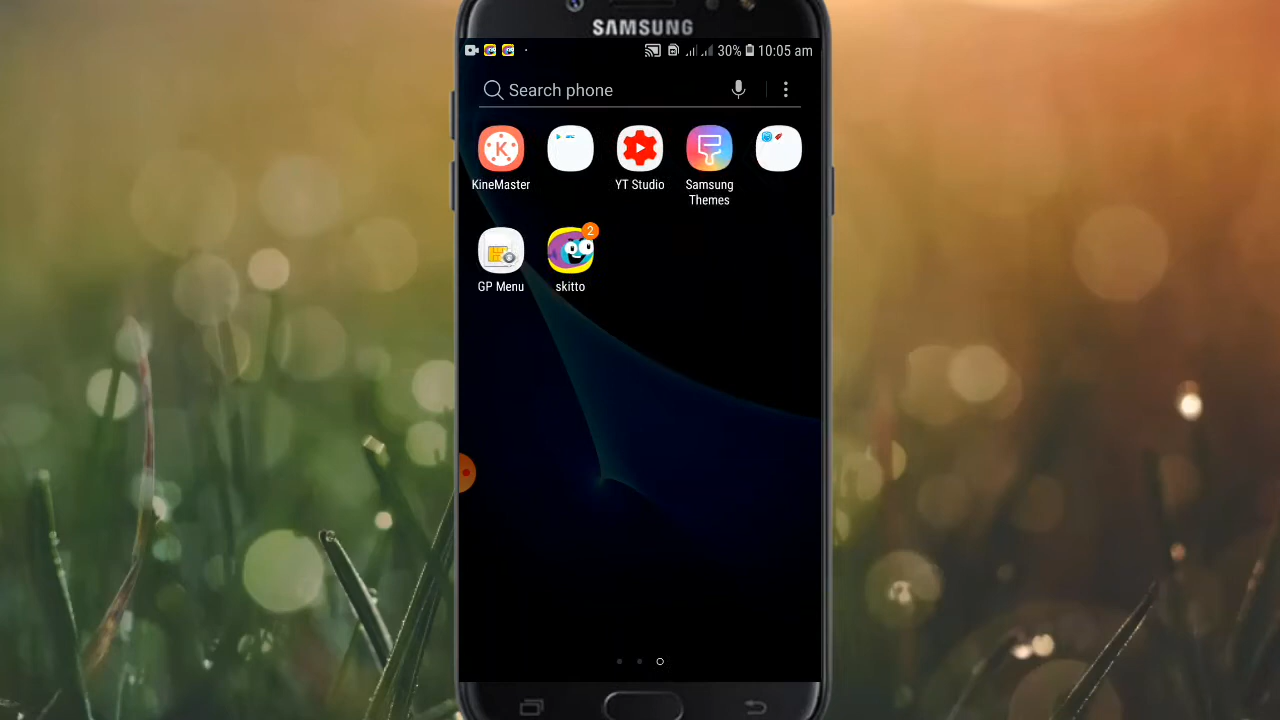 SAMSUNG
30% 10:05 am
Search phone
KineMaster
YT Studio
Samsung
Themes
2
GP Menu
skitto